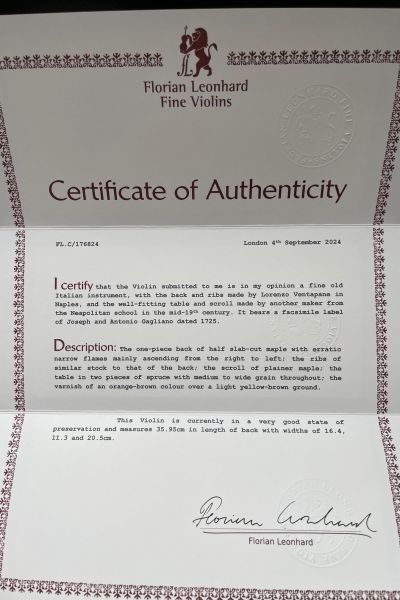 Florian Leonhard
Fine Violins
Certificate of Authenticity
FL.C/176824 London 4th September 2024
I certify that the Violin submitted to me is in my opinion a fine old
Italian instrument, with the back and ribs made by Lorenzo Ventapane in
Naples, and the well-fitting table and scroll made by another maker from
the Neapolitan school in the mid-19th century. It bears a facsimile label
of Joseph and Antonio Gagliano dated 1725.
Description: The one-piece back of half slab-cut maple with erratic
narrow flames mainly ascending from the right to left; the ribs of
similar stock to that of the back; the scroll of plainer maple; the
table in two pieces of spruce with medium to wide grain throughout; the
varnish of an orange-brown colour over a light yellow-brown ground.
This Violin is currently in a very good state of
preservation and measures 35.95cm in length of back with widths of 16.4,
11.3 and 20.5cm.
Florian Leonhard
Florian Leonhard